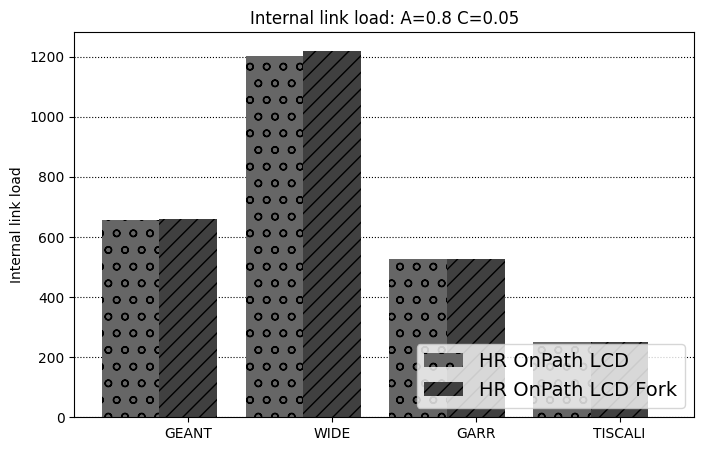 Internal link load: A=0.8 C=0.05
1200
1000
800
600
400
200
0
Internal link load
HR OnPath LCD
HR OnPath LCD Fork
GEANT
WIDE
GARR
TISCALI